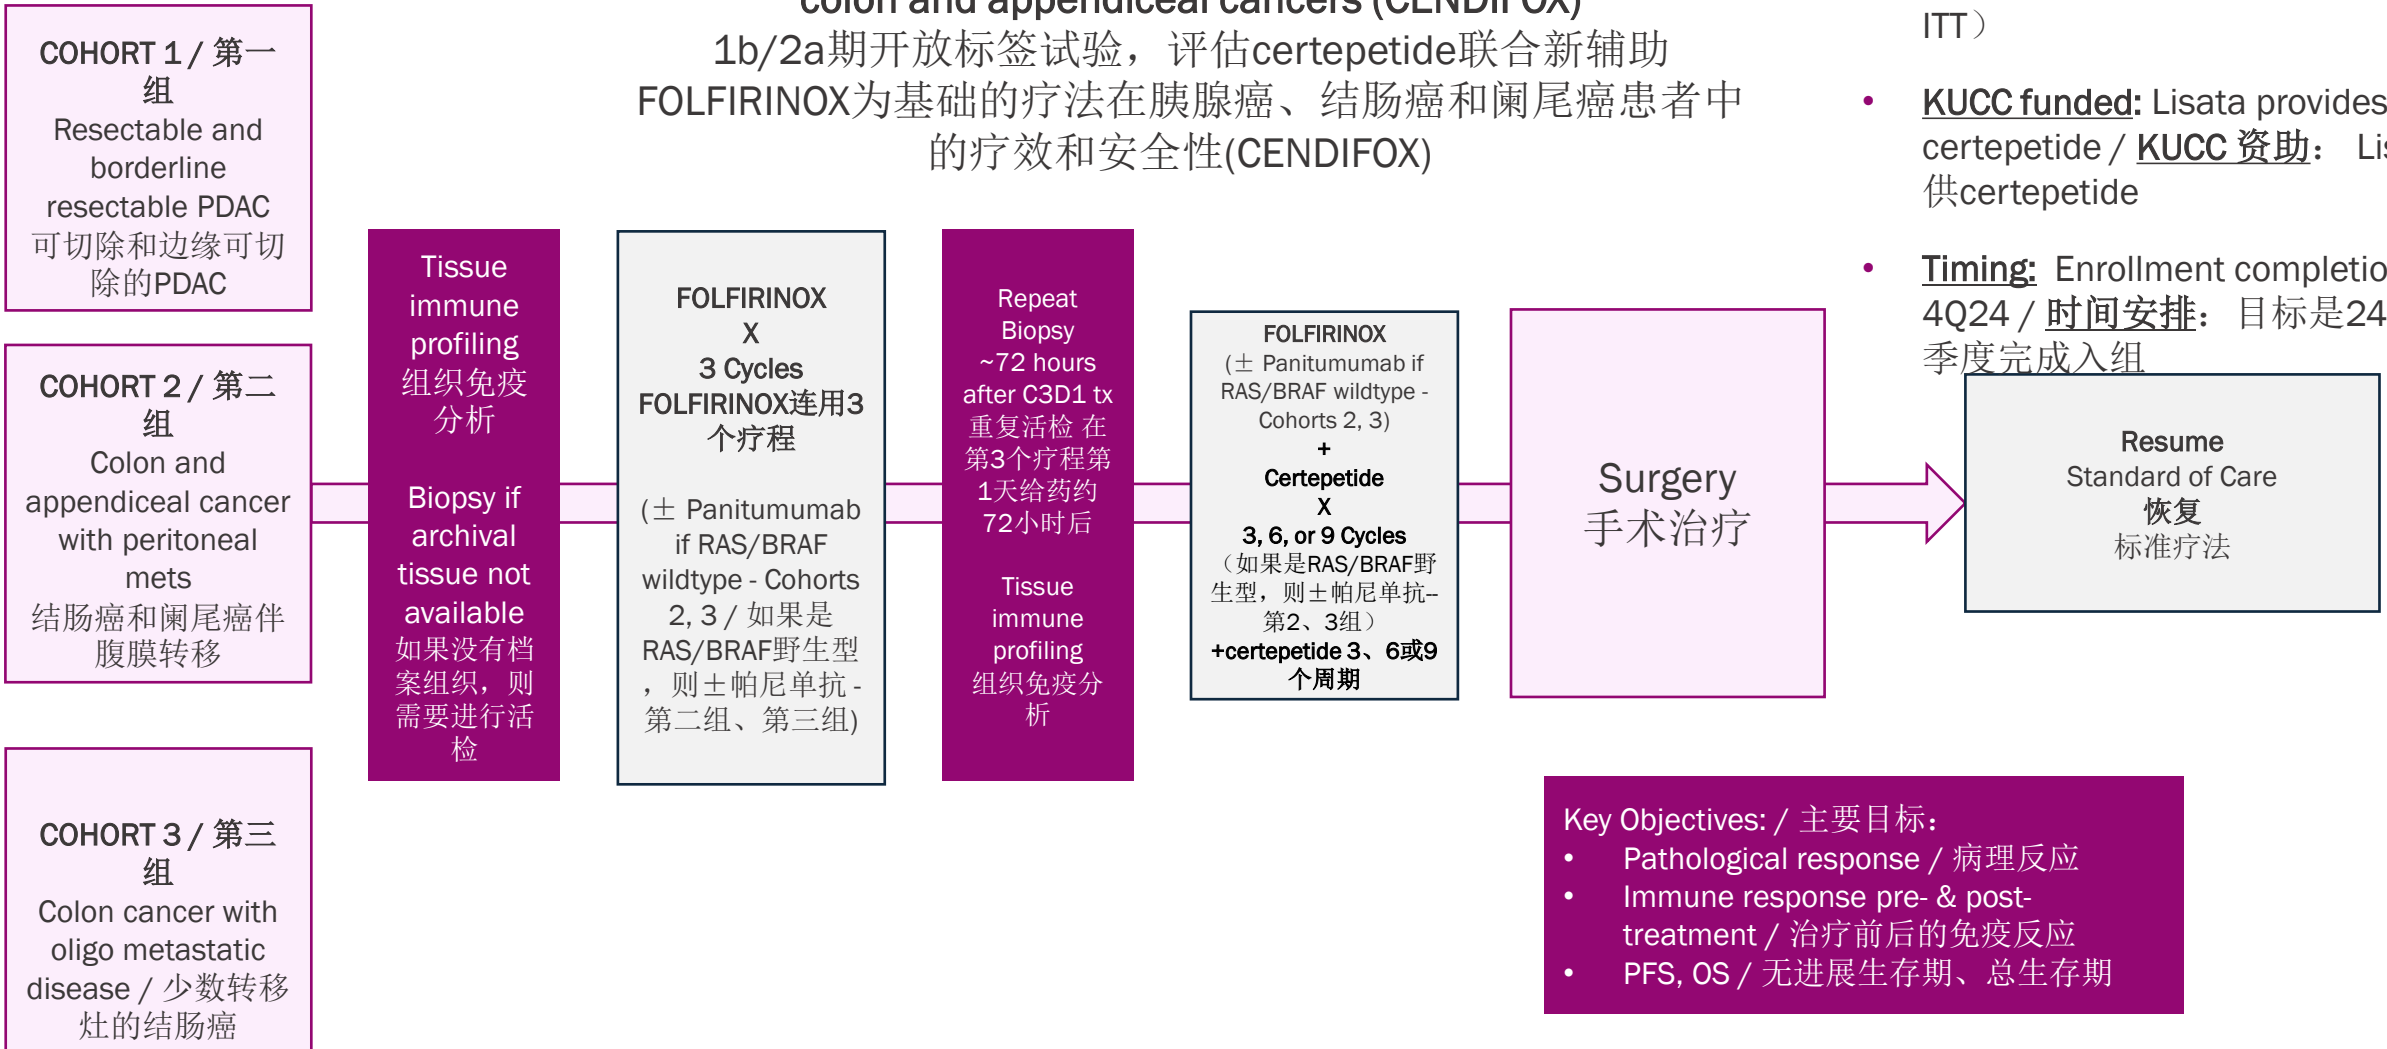 colon and appendiceal cancers (CENDIFOX)
1b/2a期开放标签试验，评估certepetide联合新辅助
FOLFIRINOX为基础的疗法在胰腺癌、结肠癌和阑尾癌患者中
的疗效和安全性(CENDIFOX)
ITT）
• KUCC funded: Lisata provides
certepetide / KUCC 资助： Lis
供certepetide
• Timing: Enrollment completio
4Q24 / 时间安排：目标是24
季度完成入组
COHORT 1 / 第一
组
Resectable and
borderline
resectable PDAC
可切除和边缘可切
除的PDAC
COHORT 2 / 第二
组
Colon and
appendiceal cancer
with peritoneal
mets
结肠癌和阑尾癌伴
腹膜转移
COHORT 3 / 第三
组
Colon cancer with
oligo metastatic
disease / 少数转移
灶的结肠癌
Tissue
immune
profiling
组织免疫
分析
Biopsy if
archival
tissue not
available
如果没有档
案组织，则
需要进行活
检
FOLFIRINOX
X
3 Cycles
FOLFIRINOX连用3
个疗程
(± Panitumumab
if RAS/BRAF
wildtype - Cohorts
2, 3 / 如果是
RAS/BRAF野生型
，则±帕尼单抗 -
第二组、第三组)
Repeat
Biopsy
~72 hours
after C3D1 tx
重复活检 在
第3个疗程第
1天给药约
72小时后
Tissue
immune
profiling
组织免疫分
析
FOLFIRINOX
(± Panitumumab if
RAS/BRAF wildtype -
Cohorts 2, 3)
+
Certepetide
X
3, 6, or 9 Cycles
（如果是RAS/BRAF野
生型，则±帕尼单抗--
第2、3组）
+certepetide 3、6或9
个周期
Surgery
手术治疗
Resume
Standard of Care
恢复
标准疗法
Key Objectives: / 主要目标：
• Pathological response / 病理反应
• Immune response pre- & post-
treatment / 治疗前后的免疫反应
• PFS, OS / 无进展生存期、总生存期